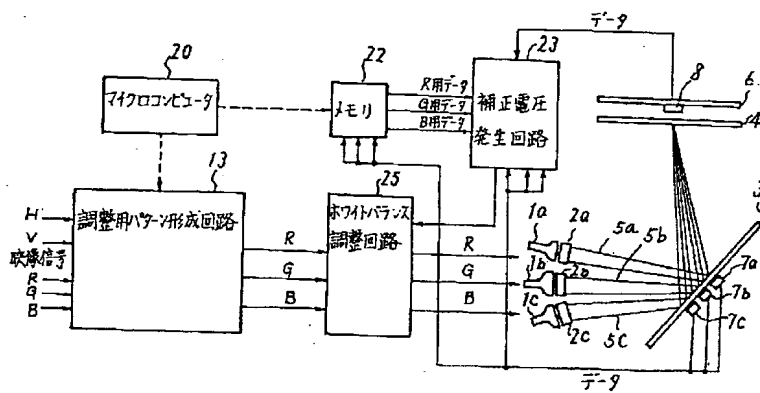 データ
20
22
23
マイクロコンピュータ
メモリ
R用データ
G用データ
B用データ
補正電圧
発生回路
8
6
4
13
25
調整用パターン形成回路
ホワイトバランス
調整回路
H
V
映像信号
R
G
B
R
G
B
R
G
B
1a
2a
1b
2b
1c
2c
5a
5b
5c
3
7a
7b
7c
データ